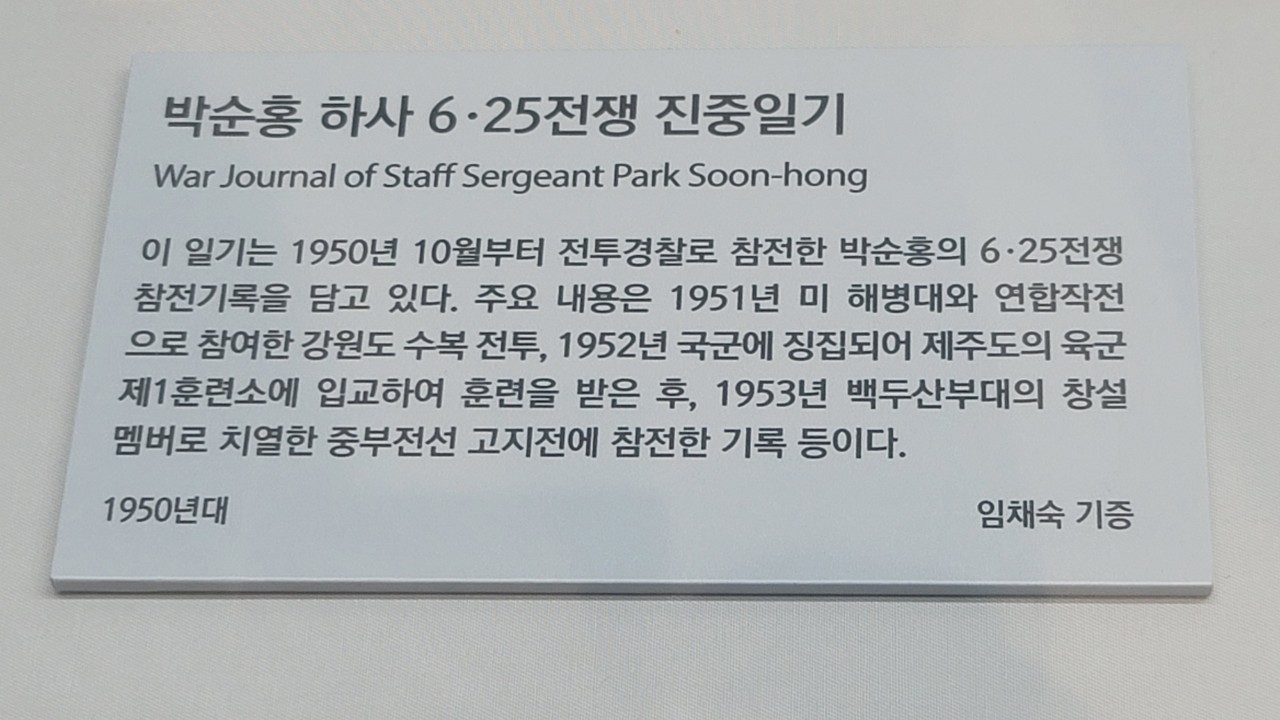 박순홍 하사 6·25전쟁 진중일기
War Journal of Staff Sergeant Park Soon-hong
이 일기는 1950년 10월부터 전투경찰로 참전한 박순홍의 6·25전쟁
참전기록을 담고 있다. 주요 내용은 1951년 미 해병대와 연합작전
으로 참여한 강원도 수복 전투, 1952년 국군에 징집되어 제주도의 육군
제1훈련소에 입교하여 훈련을 받은 후, 1953년 백두산부대의 창설
멤버로 치열한 중부전선 고지전에 참전한 기록 등이다.
1950년대
임채숙 기증